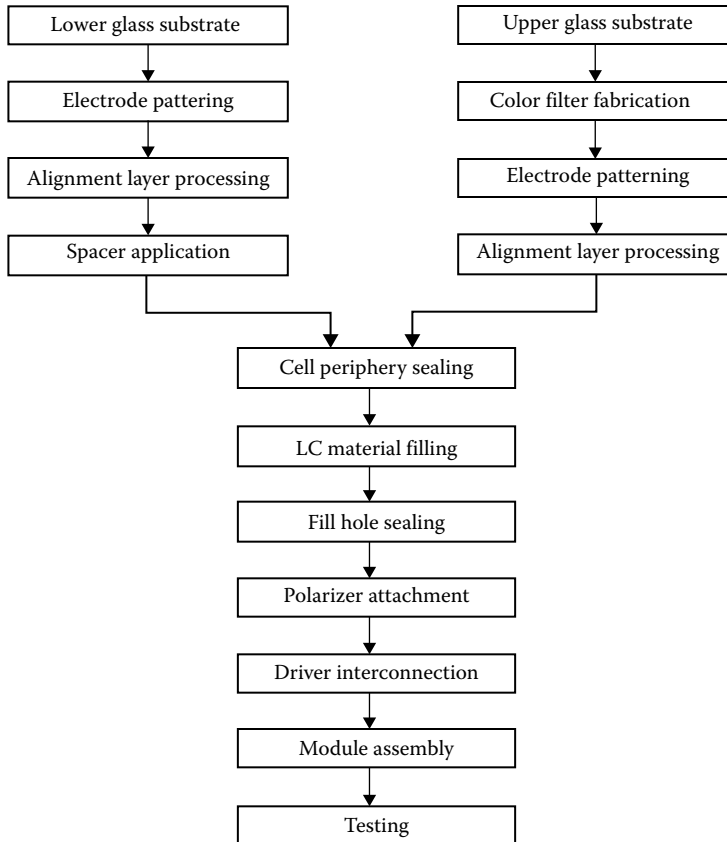 Lower glass substrate
Electrode pattering
Alignment layer processing
Spacer application
Upper glass substrate
Color filter fabrication
Electrode patterning
Alignment layer processing
Cell periphery sealing
LC material filling
Fill hole sealing
Polarizer attachment
Driver interconnection
Module assembly
Testing